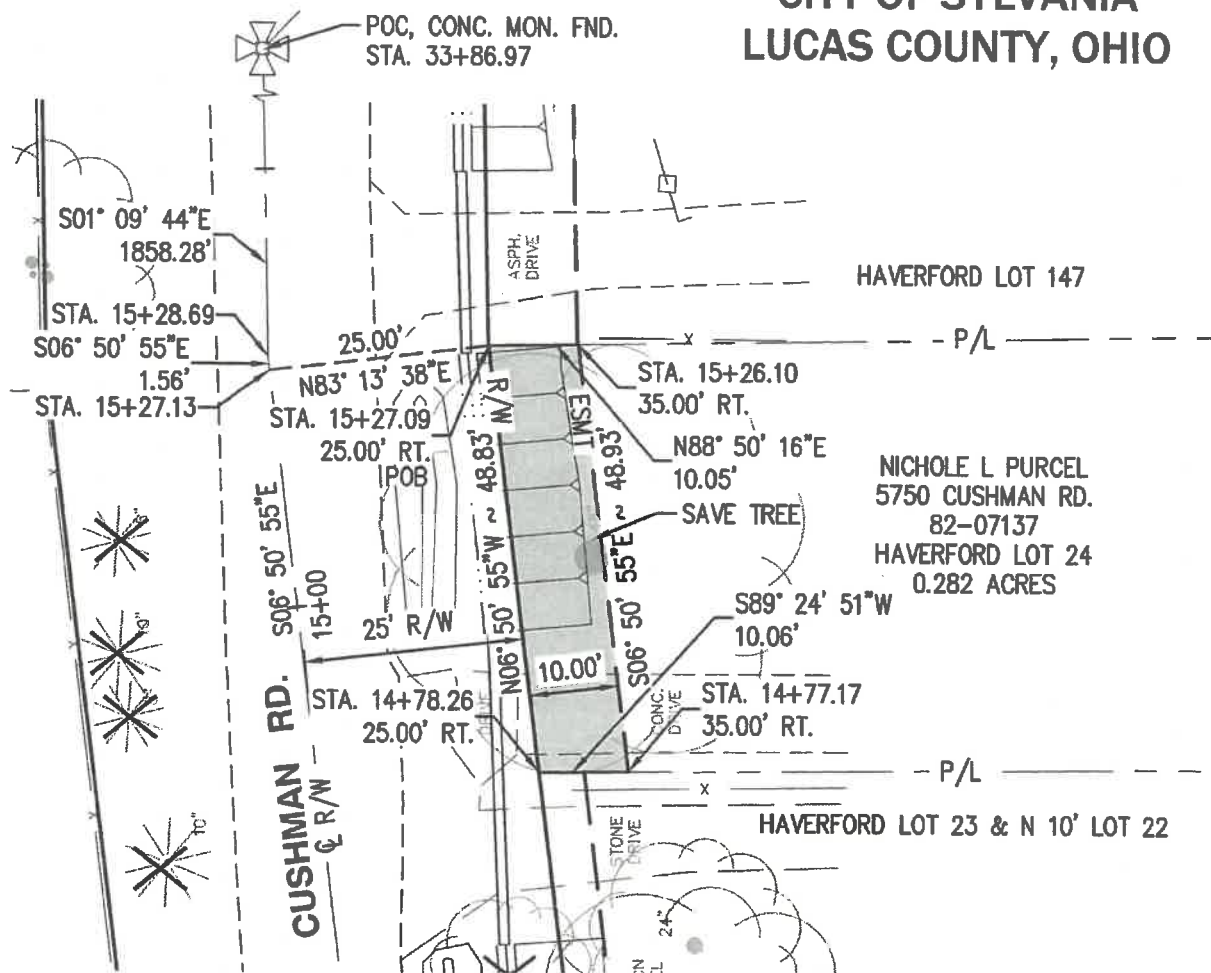 CITY OF SYLVANIA
LUCAS COUNTY, OHIO
POC, CONC. MON. FND.
STA. 33+86.97
S01° 09' 44"E
1858.28'
STA. 15+28.69
S06° 50' 55"E
1.56'
STA. 15+27.13
25.00'
N83° 13' 38"E
STA. 15+27.09
25.00' RT.
POB
ASPH.
DRIVE
HAVERFORD LOT 147
X
P/L
STA. 15+26.10
35.00' RT.
N88° 50' 16"E
10.05'
R/W
ESMT
N06° 50' 55"W ~ 48.83'
S06° 50' 55"E ~ 48.93'
SAVE TREE
NICHOLE L PURCEL
5750 CUSHMAN RD.
82-07137
HAVERFORD LOT 24
0.282 ACRES
S06° 50' 55"E
15+00
25' R/W
10.00'
S89° 24' 51"W
10.06'
STA. 14+78.26
25.00' RT.
STA. 14+77.17
35.00' RT.
DRIVE
CONC.
DRIVE
CUSHMAN RD.
℄ R/W
P/L
X
HAVERFORD LOT 23 & N 10' LOT 22
STONE
DRIVE
10"
24"